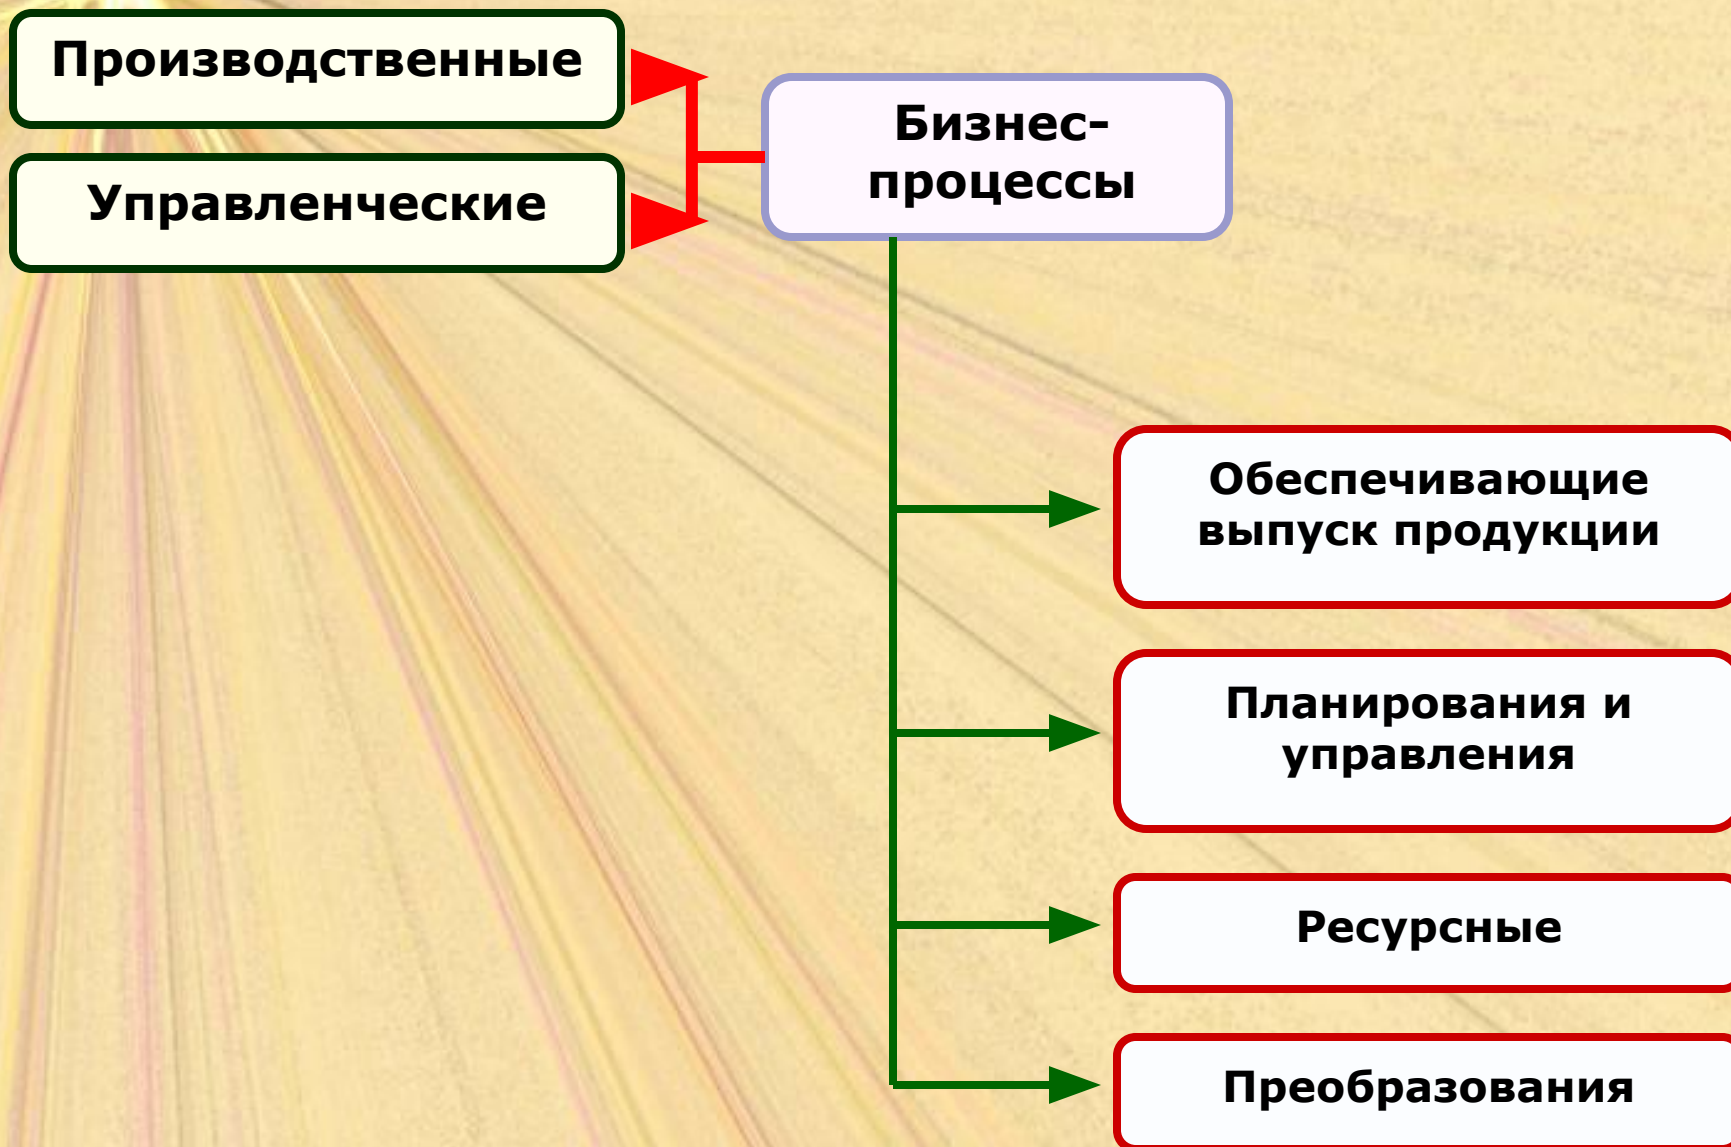 Производственные
Управленческие
Бизнес-
процессы
Обеспечивающие
выпуск продукции
Планирования и
управления
Ресурсные
Преобразования